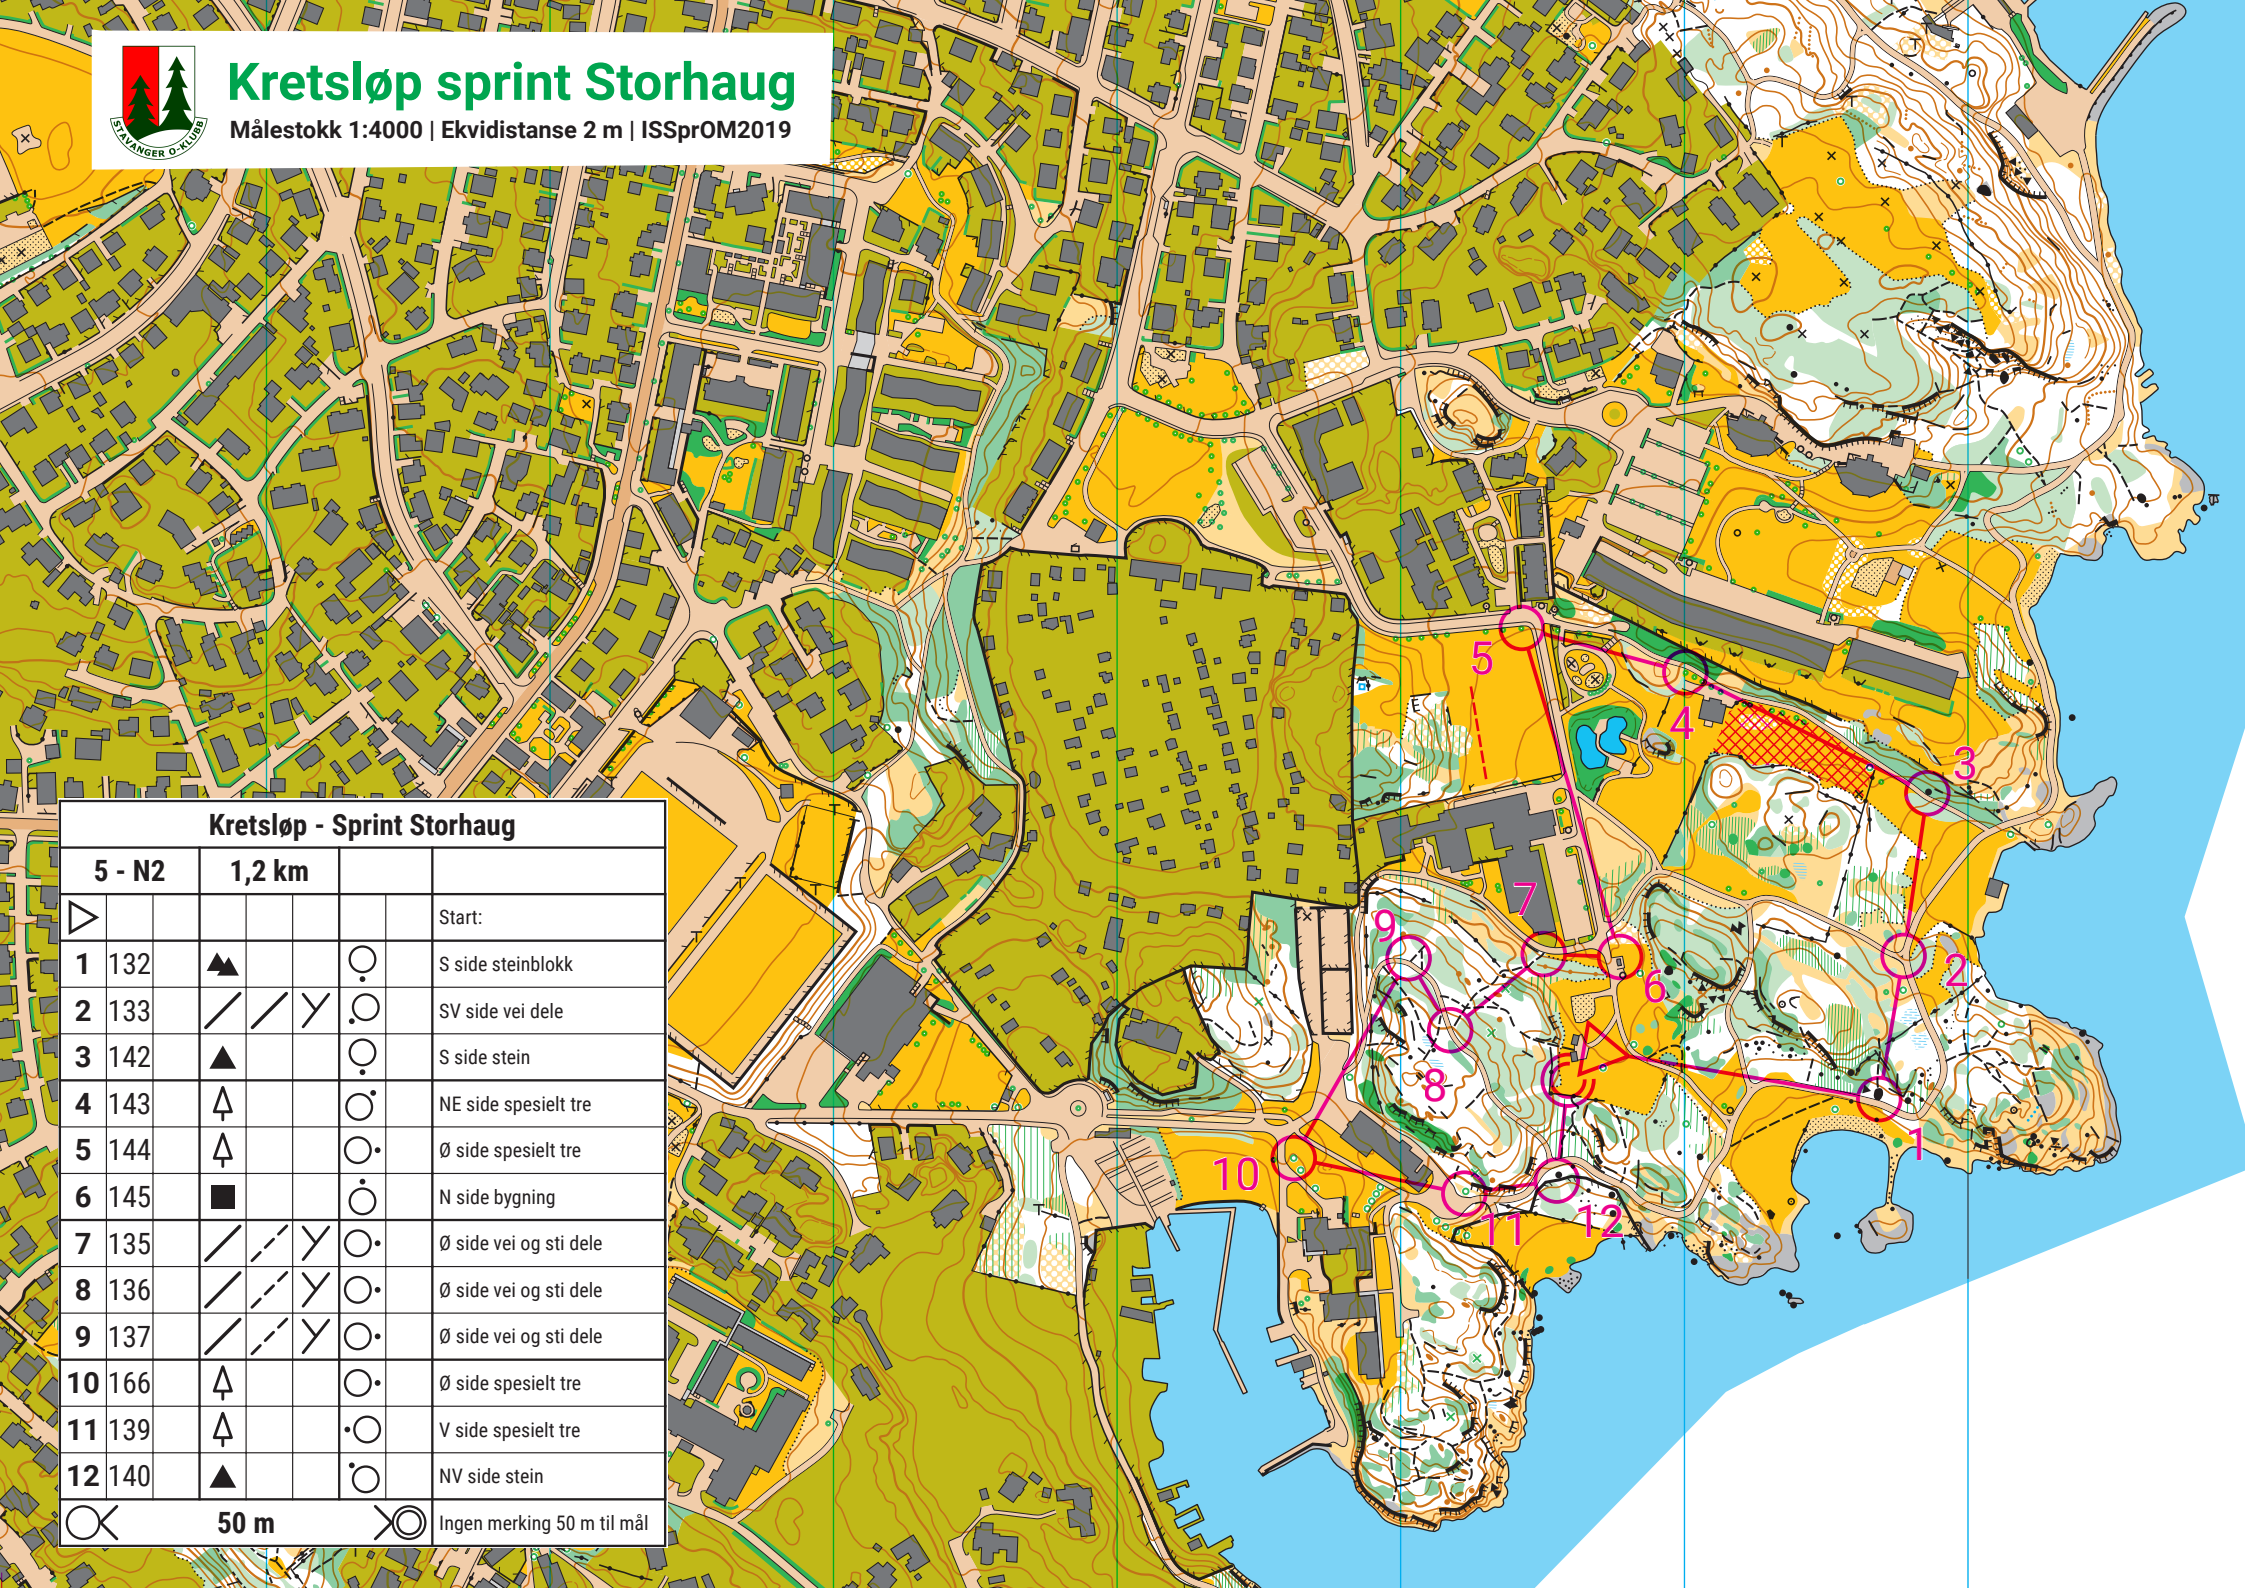 STAVANGER O-KLUBB
Kretsløp sprint Storhaug
Målestokk 1:4000 | Ekvidistanse 2 m | ISSprOM2019
5
4
3
7
9
6
2
8
1
10
11
12
Kretsløp - Sprint Storhaug
5 - N2 1,2 km
Start:
1 132 S side steinblokk
2 133 SV side vei dele
3 142 S side stein
4 143 NE side spesielt tre
5 144 Ø side spesielt tre
6 145 N side bygning
7 135 Ø side vei og sti dele
8 136 Ø side vei og sti dele
9 137 Ø side vei og sti dele
10 166 Ø side spesielt tre
11 139 V side spesielt tre
12 140 NV side stein
50 m Ingen merking 50 m til mål